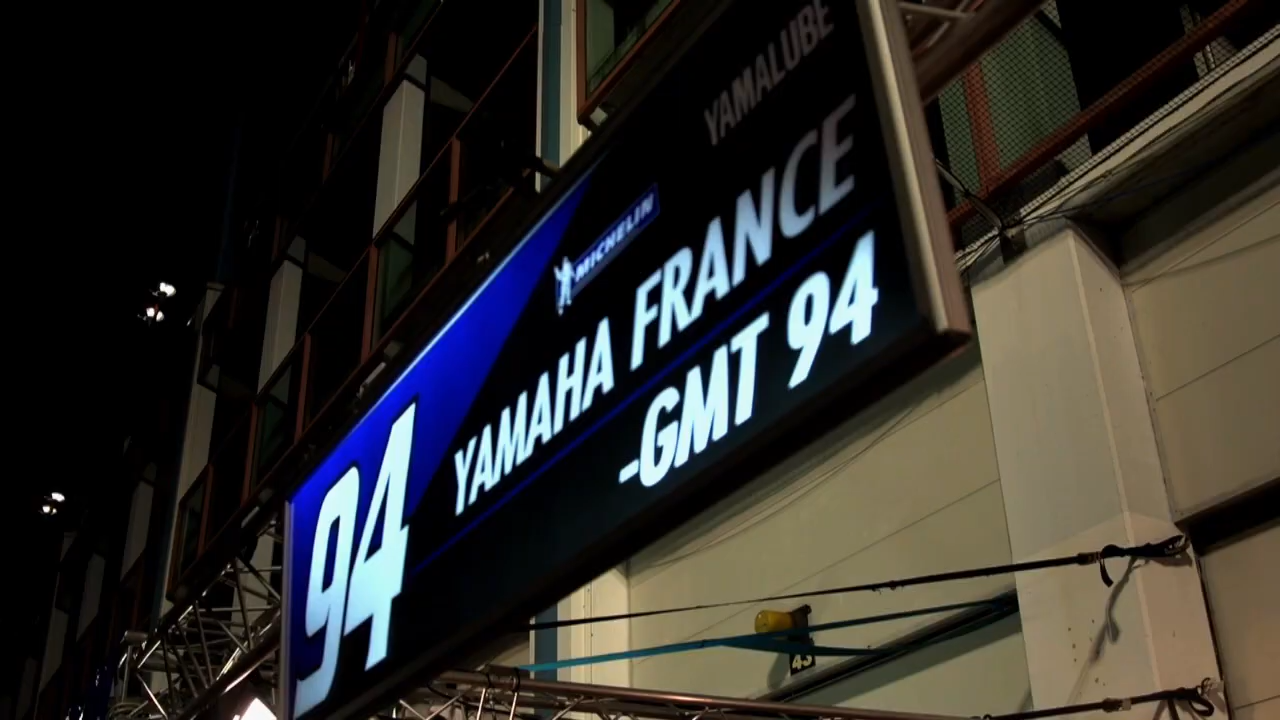 YAMALUBE
MICHELIN
94
YAMAHA FRANCE
-GMT 94
43